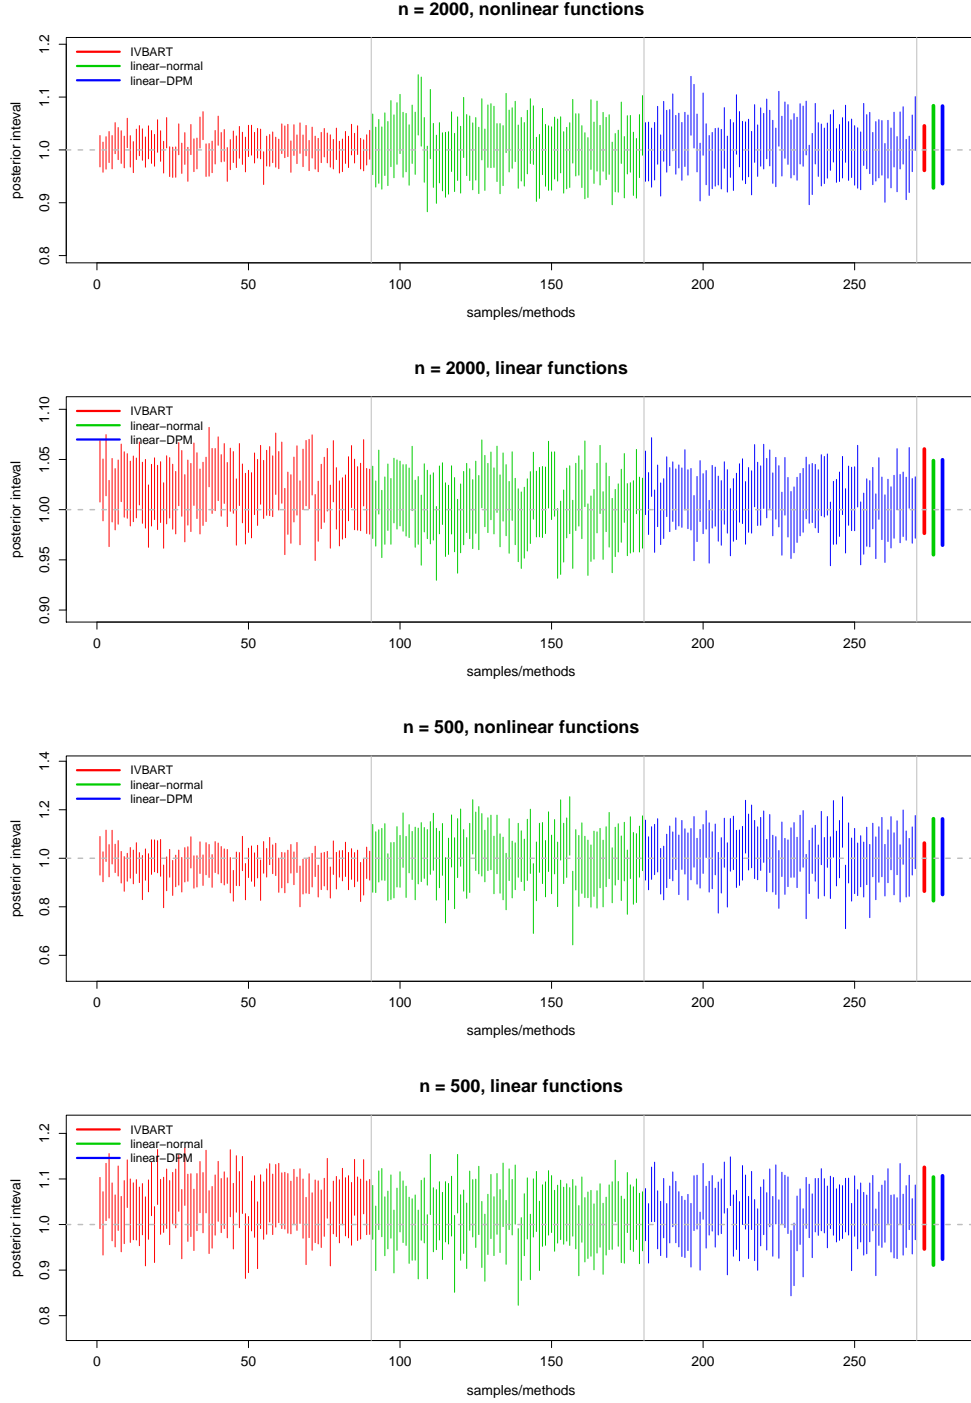 n = 2000, nonlinear functions
IVBART
linear−normal
linear−DPM
posterior inteval
0.8 0.9 1.0 1.1 1.2
0 50 100 150 200 250
samples/methods
n = 2000, linear functions
IVBART
linear−normal
linear−DPM
posterior inteval
0.90 0.95 1.00 1.05 1.10
0 50 100 150 200 250
samples/methods
n = 500, nonlinear functions
IVBART
linear−normal
linear−DPM
posterior inteval
0.6 0.8 1.0 1.2 1.4
0 50 100 150 200 250
samples/methods
n = 500, linear functions
IVBART
linear−normal
linear−DPM
posterior inteval
0.8 0.9 1.0 1.1 1.2
0 50 100 150 200 250
samples/methods